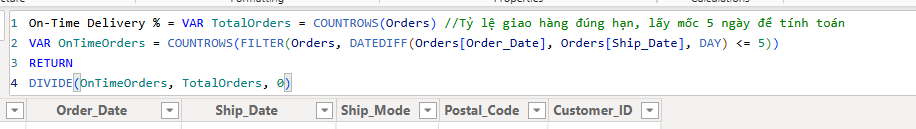 Formatting
Properties
Calculations
1 On-Time Delivery % = VAR TotalOrders = COUNTROWS(Orders) //Tỷ lệ giao hàng đúng hạn, lấy mốc 5 ngày để tính toán
2 VAR OnTimeOrders = COUNTROWS(FILTER(Orders, DATEDIFF(Orders[Order_Date], Orders[Ship_Date], DAY) <= 5))
3 RETURN
4 DIVIDE(OnTimeOrders, TotalOrders, 0)
Order_Date Ship_Date Ship_Mode Postal_Code Customer_ID